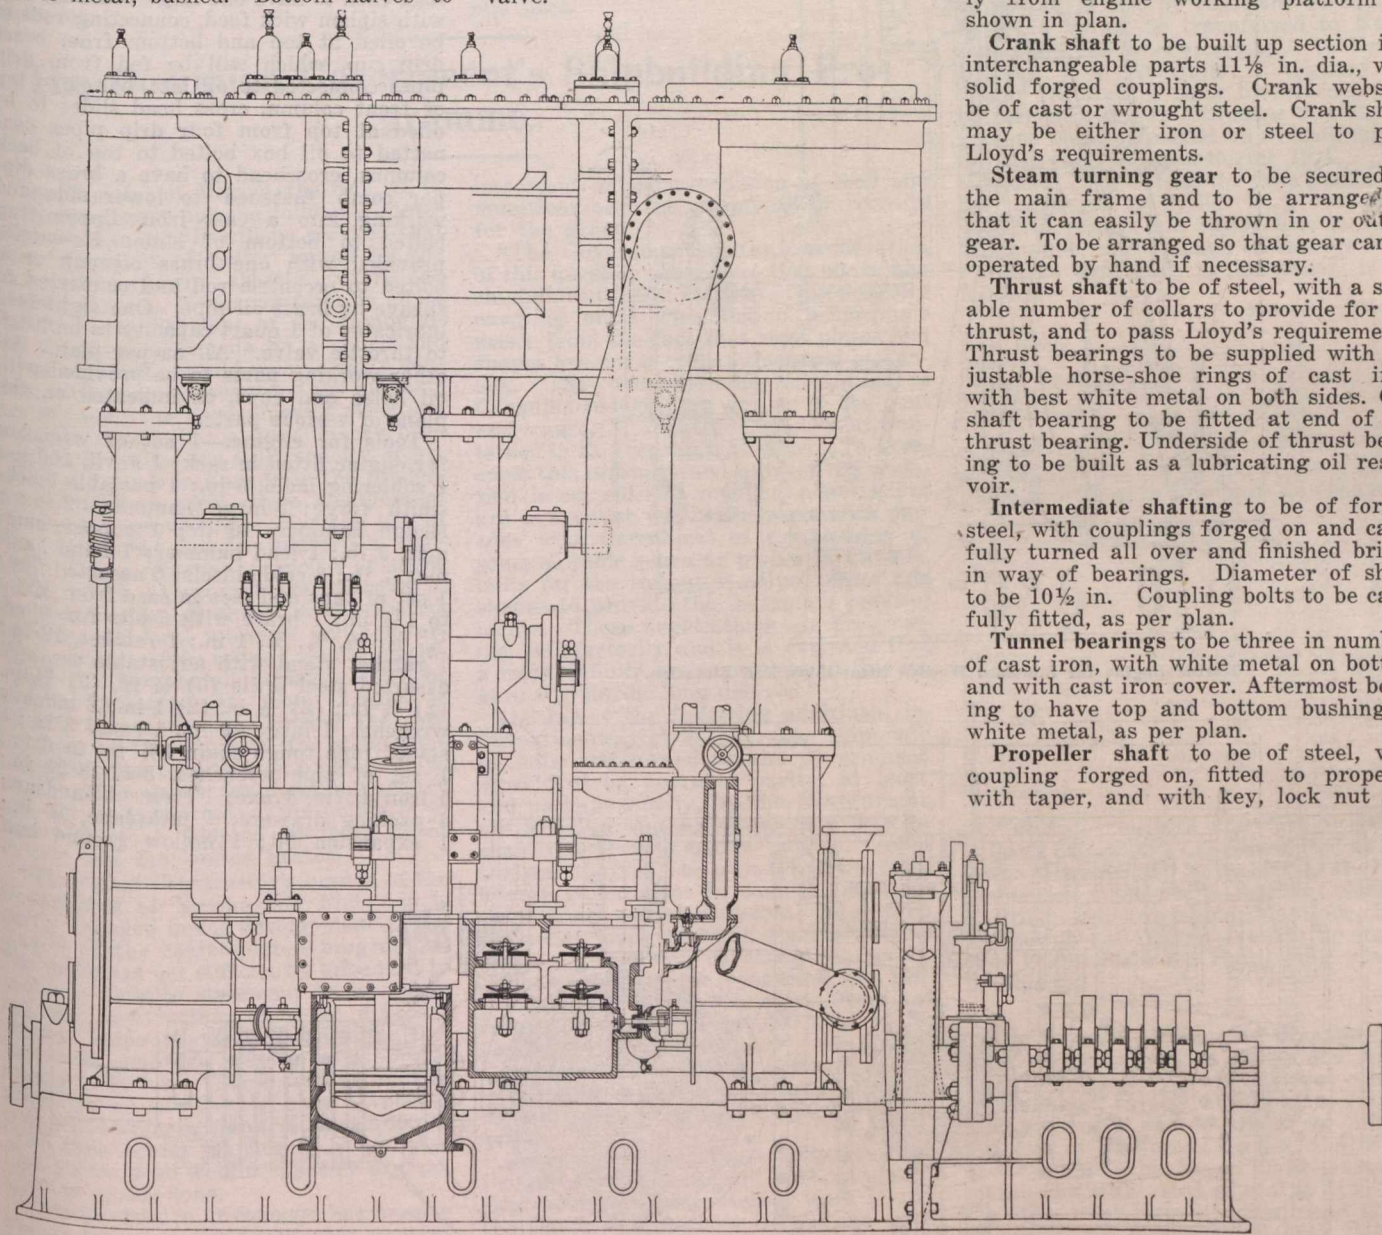 metal, bushed. Bottom halves to
valve.
ly from engine working platform
shown in plan.
Crank shaft to be built up section i
interchangeable parts 11⅛ in. dia., w
solid forged couplings. Crank webs
be of cast or wrought steel. Crank sh
may be either iron or steel to p
Lloyd's requirements.
Steam turning gear to be secured
the main frame and to be arranged
that it can easily be thrown in or out
gear. To be arranged so that gear can
operated by hand if necessary.
Thrust shaft to be of steel, with a s
able number of collars to provide for
thrust, and to pass Lloyd's requireme
Thrust bearings to be supplied with
justable horse-shoe rings of cast i
with best white metal on both sides.
shaft bearing to be fitted at end of
thrust bearing. Underside of thrust be
ing to be built as a lubricating oil res
voir.
Intermediate shafting to be of for
steel, with couplings forged on and ca
fully turned all over and finished bri
in way of bearings. Diameter of sh
to be 10½ in. Coupling bolts to be ca
fully fitted, as per plan.
Tunnel bearings to be three in num
of cast iron, with white metal on bott
and with cast iron cover. Aftermost be
ing to have top and bottom bushing
white metal, as per plan.
Propeller shaft to be of steel, w
coupling forged on, fitted to prope
with taper, and with key, lock nut